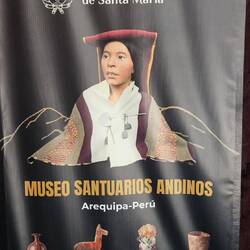 de Santa María
MUSEO SANTUARIOS ANDINOS
Arequipa-Perú